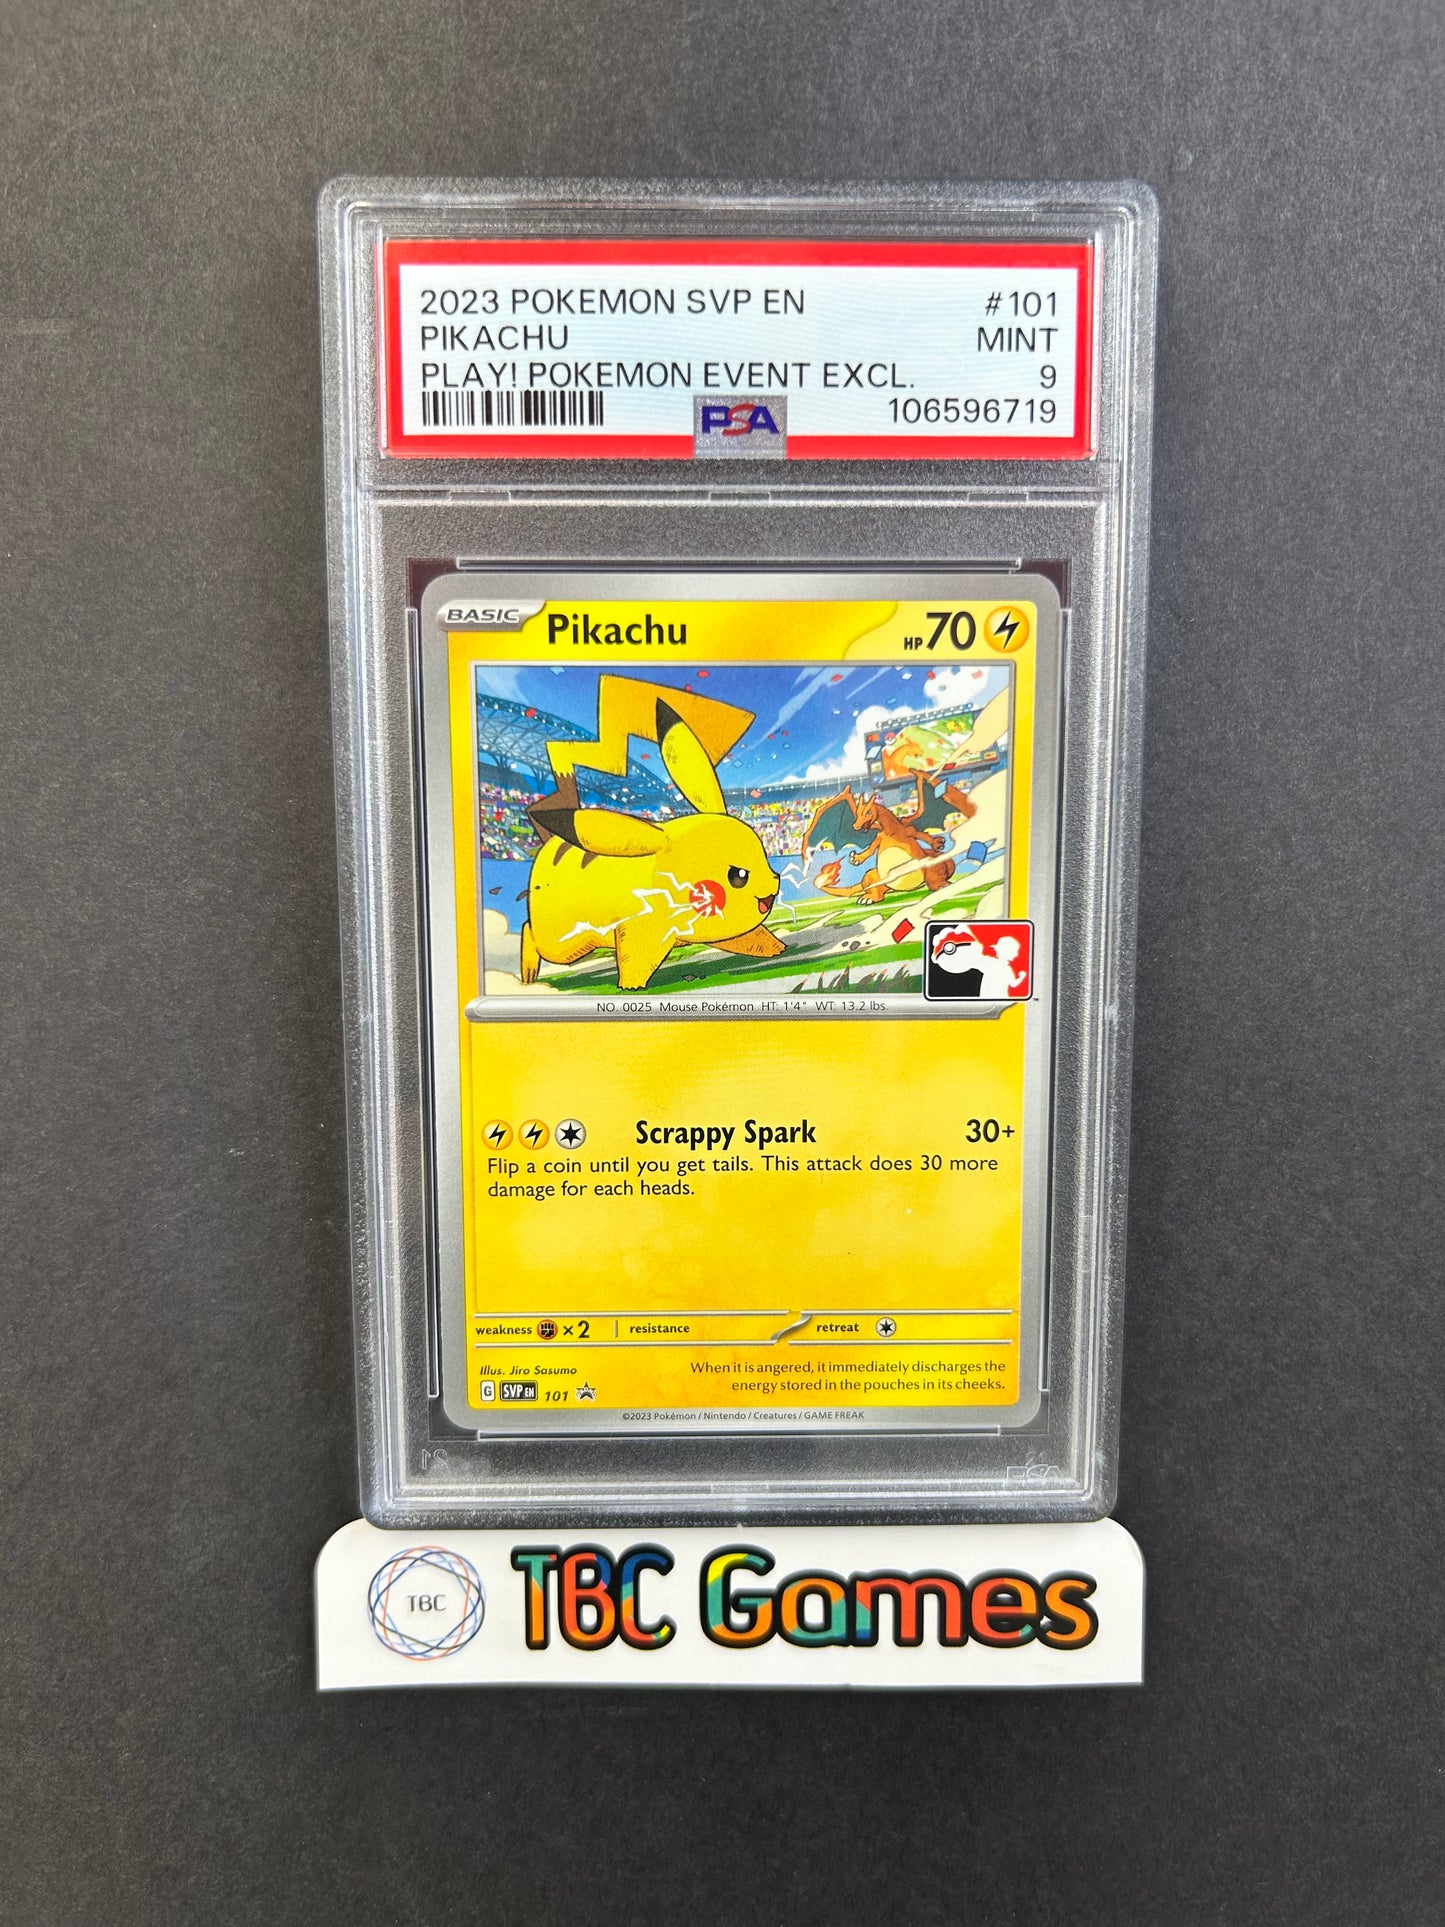 2023 POKEMON SVP EN #101
PIKACHU MINT
PLAY! POKEMON EVENT EXCL. 9
PSA 106596719
BASIC Pikachu HP 70
NO. 0025 Mouse Pokémon HT: 1'4" WT: 13.2 lbs.
Scrappy Spark 30+
Flip a coin until you get tails. This attack does 30 more
damage for each heads.
weakness ×2 resistance retreat
Illus. Jiro Sasumo
When it is angered, it immediately discharges the
energy stored in the pouches in its cheeks.
G SVP EN 101
©2023 Pokémon / Nintendo / Creatures / GAME FREAK
PSA
TBC TBC Games